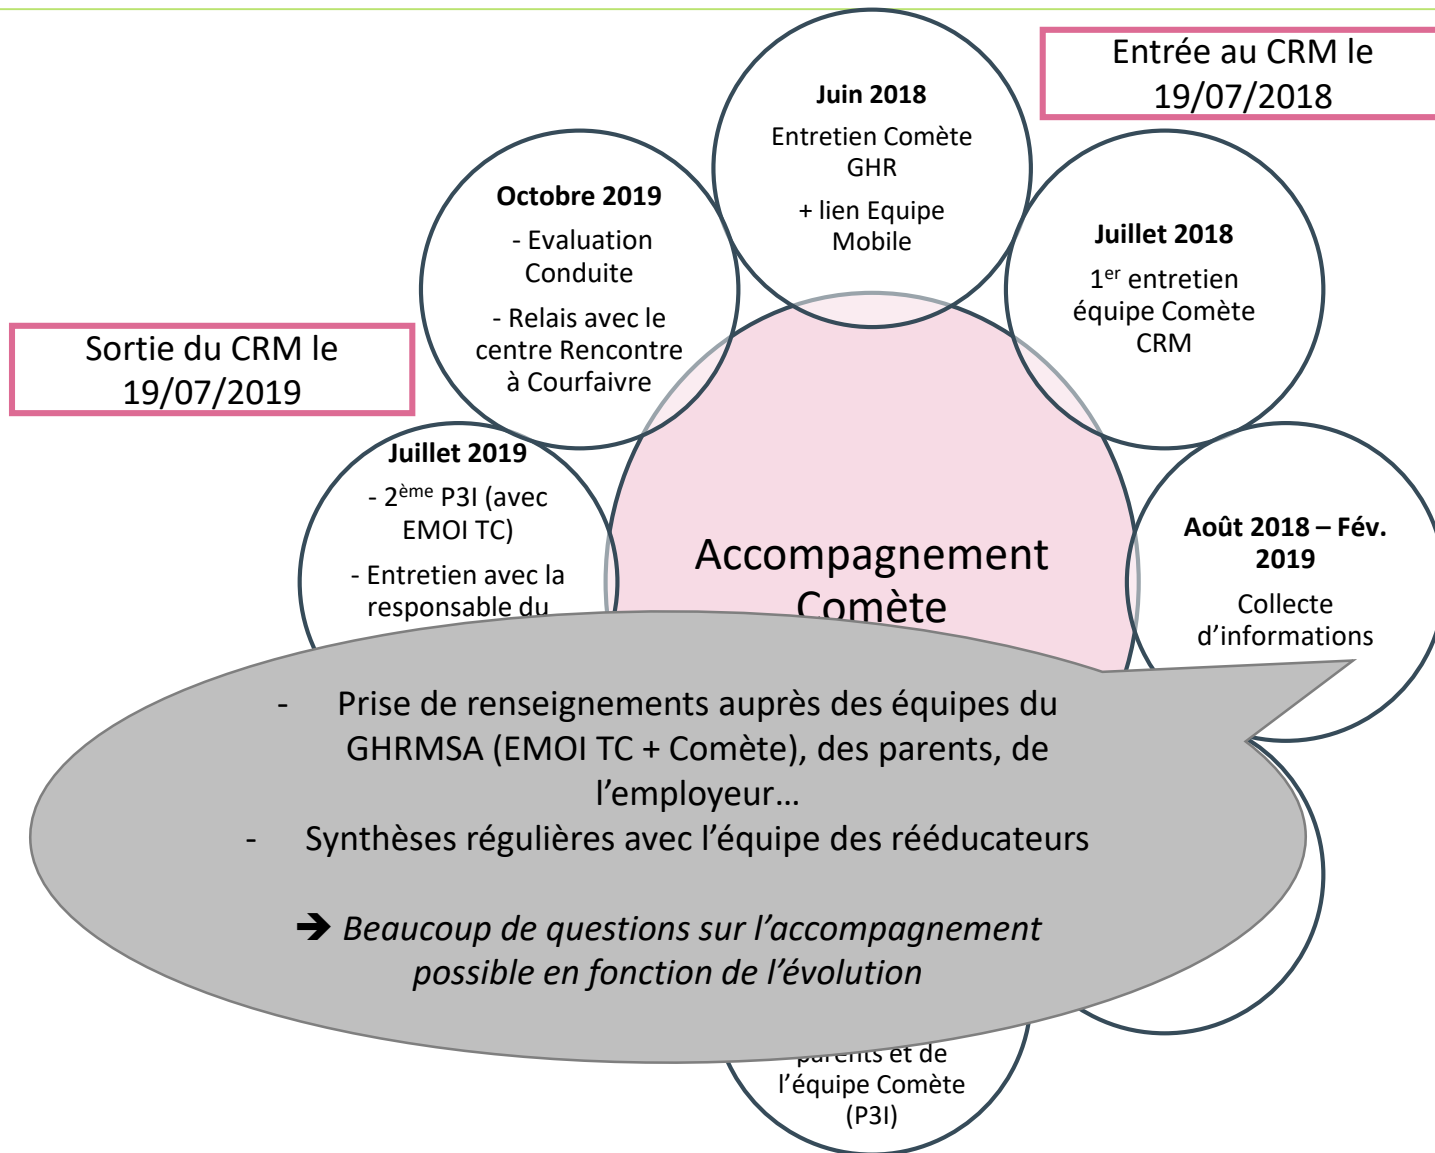 Entrée au CRM le
19/07/2018
Juin 2018
Entretien Comète
GHR
+ lien Equipe
Mobile
Octobre 2019
- Evaluation
Conduite
- Relais avec le
centre Rencontre
à Courfaivre
Juillet 2018
1er entretien
équipe Comète
CRM
Sortie du CRM le
19/07/2019
Juillet 2019
- 2ème P3I (avec
EMOI TC)
- Entretien avec la
responsable du
Accompagnement
Comète
Août 2018 – Fév.
2019
Collecte
d’informations
- Prise de renseignements auprès des équipes du
GHRMSA (EMOI TC + Comète), des parents, de
l’employeur…
- Synthèses régulières avec l’équipe des rééducateurs
➔ Beaucoup de questions sur l’accompagnement
possible en fonction de l’évolution
parents et de
l’équipe Comète
(P3I)